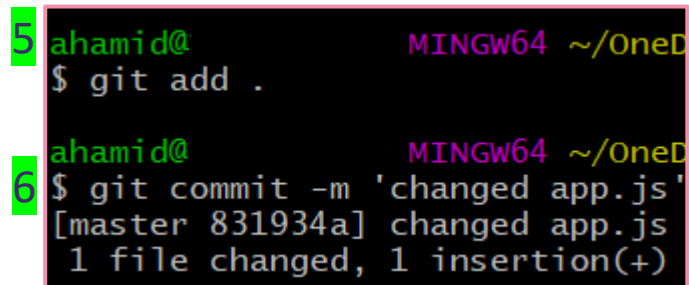 5
ahamid@ MINGW64 ~/OneD
$ git add .
ahamid@ MINGW64 ~/OneD
6
$ git commit -m 'changed app.js'
[master 831934a] changed app.js
1 file changed, 1 insertion(+)